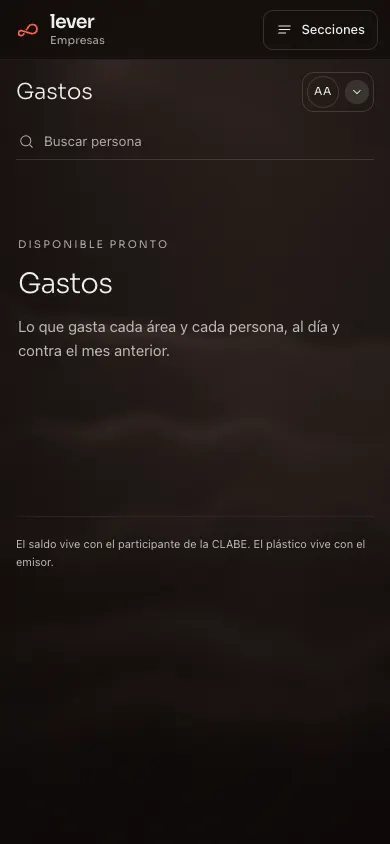 lever
Empresas
Secciones
Gastos
AA
Buscar persona
DISPONIBLE PRONTO
Gastos
Lo que gasta cada área y cada persona, al día y
contra el mes anterior.
El saldo vive con el participante de la CLABE. El plástico vive con el
emisor.